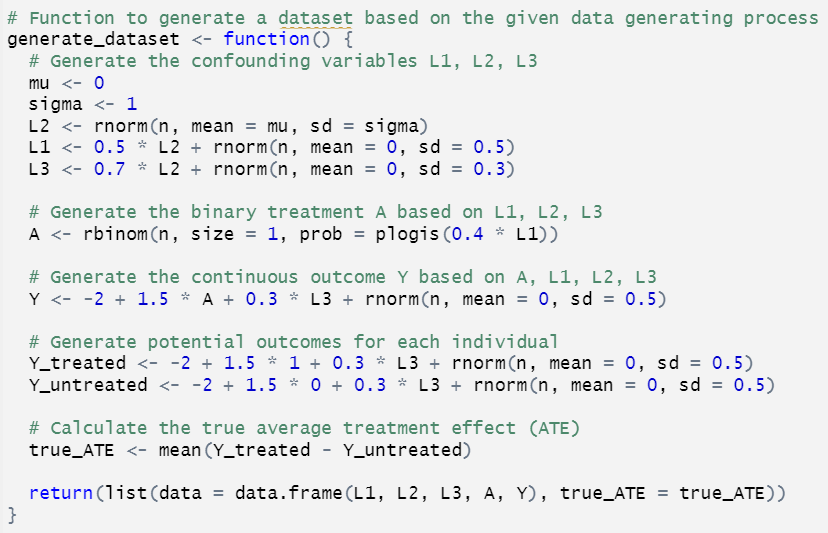 # Function to generate a dataset based on the given data generating process
generate_dataset <- function() {
  # Generate the confounding variables L1, L2, L3
  mu <- 0
  sigma <- 1
  L2 <- rnorm(n, mean = mu, sd = sigma)
  L1 <- 0.5 * L2 + rnorm(n, mean = 0, sd = 0.5)
  L3 <- 0.7 * L2 + rnorm(n, mean = 0, sd = 0.3)

  # Generate the binary treatment A based on L1, L2, L3
  A <- rbinom(n, size = 1, prob = plogis(0.4 * L1))

  # Generate the continuous outcome Y based on A, L1, L2, L3
  Y <- -2 + 1.5 * A + 0.3 * L3 + rnorm(n, mean = 0, sd = 0.5)

  # Generate potential outcomes for each individual
  Y_treated <- -2 + 1.5 * 1 + 0.3 * L3 + rnorm(n, mean = 0, sd = 0.5)
  Y_untreated <- -2 + 1.5 * 0 + 0.3 * L3 + rnorm(n, mean = 0, sd = 0.5)

  # Calculate the true average treatment effect (ATE)
  true_ATE <- mean(Y_treated - Y_untreated)

  return(list(data = data.frame(L1, L2, L3, A, Y), true_ATE = true_ATE))
}